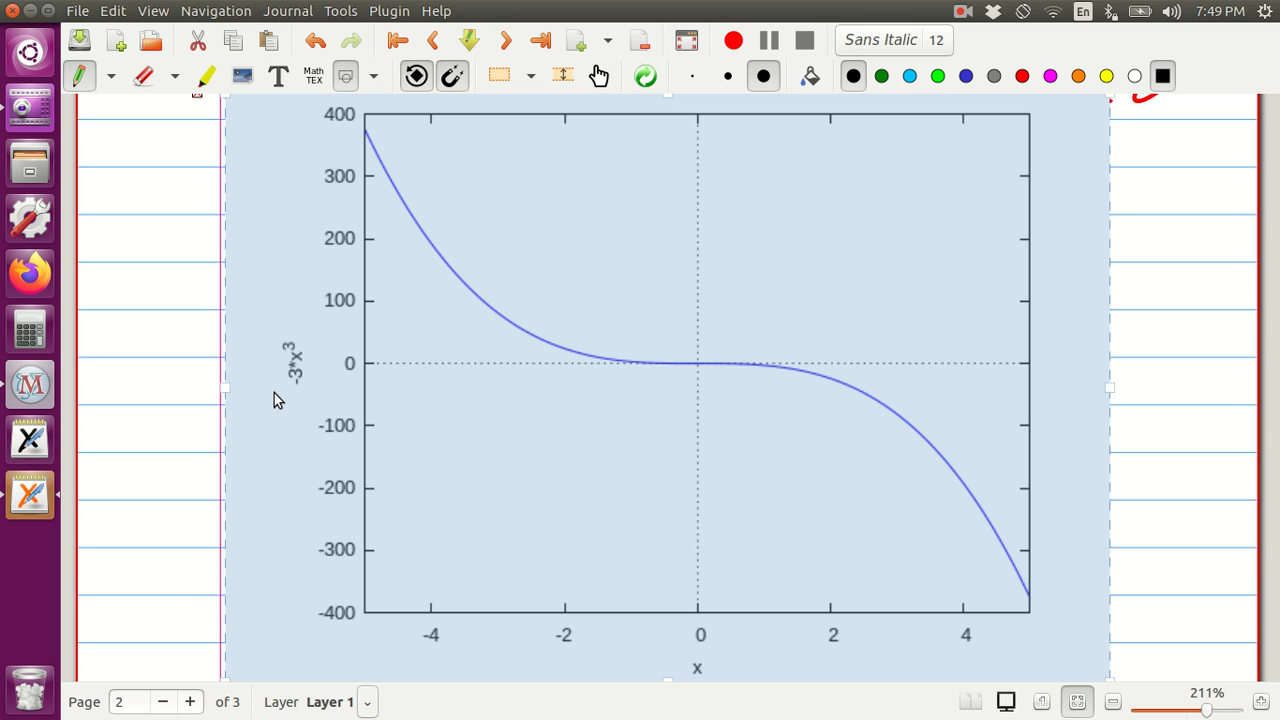 File Edit View Navigation Journal Tools Plugin Help En 7:49 PM
Math TEX Sans Italic 12
400
300
200
100
0
-100
-200
-300
-400
-3*x^3
-4 -2 0 2 4
x
Page 2 of 3 Layer Layer 1 211%